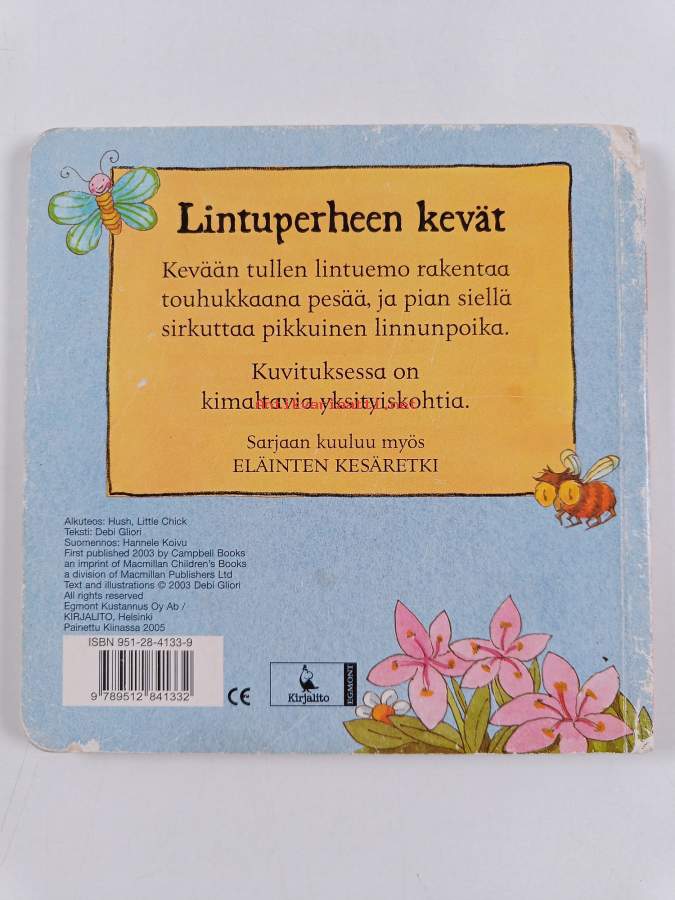 Lintuperheen kevät
Kevään tullen lintuemo rakentaa
touhukkaana pesää, ja pian siellä
sirkuttaa pikkuinen linnunpoika.
Kuvituksessa on
kimaltavia yksityiskohtia.
Sarjaan kuuluu myös
ELÄINTEN KESÄRETKI
Alkuteos: Hush, Little Chick
Teksti: Debi Gliori
Suomennos: Hannele Koivu
First published 2003 by Campbell Books
an imprint of Macmillan Children's Books
a division of Macmillan Publishers Ltd
Text and illustrations © 2003 Debi Gliori
All rights reserved
Egmont Kustannus Oy Ab /
KIRJALITO, Helsinki
Painettu Kiinassa 2005
ISBN 951-28-4133-9
9 789512 841332
CE
Kirjalito
EGMONT